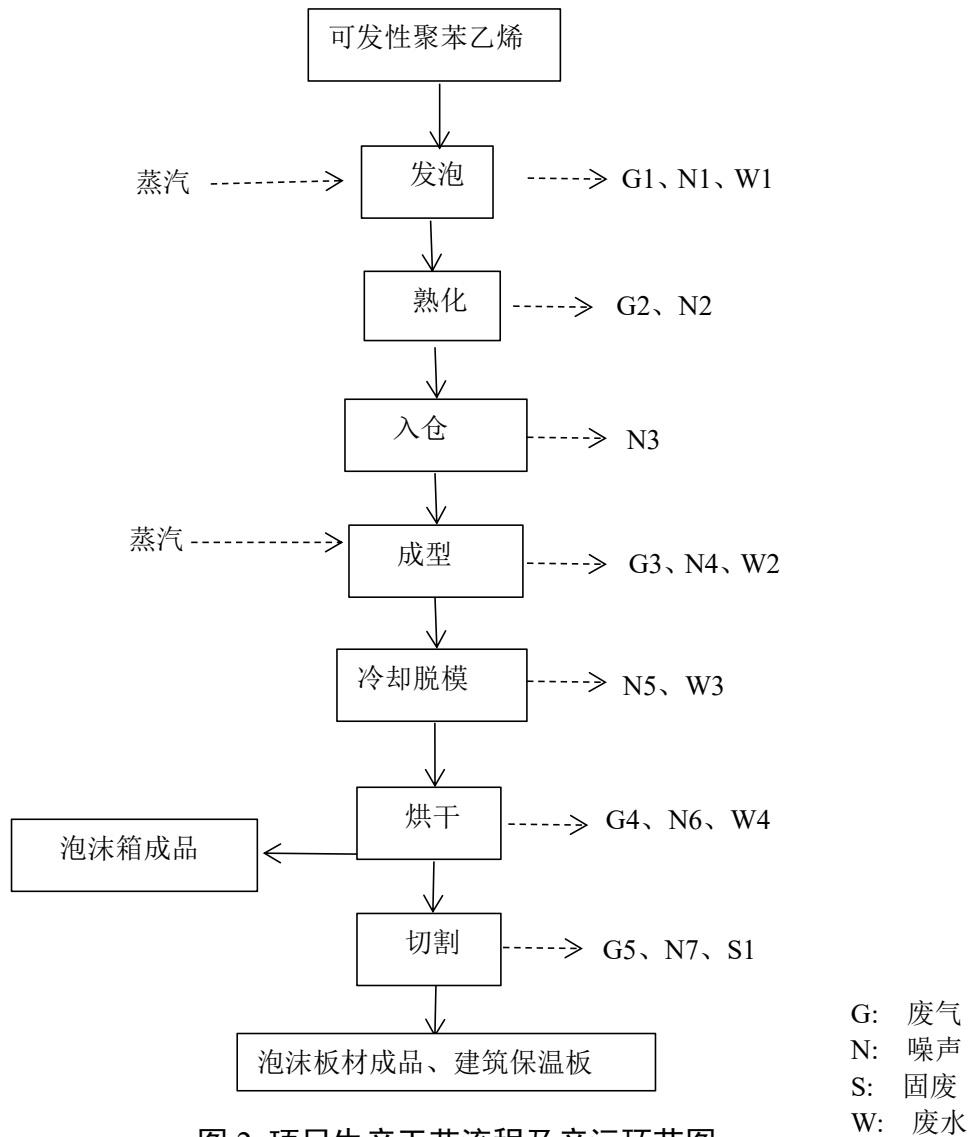 可发性聚苯乙烯
蒸汽
发泡
G1、N1、W1
熟化
G2、N2
入仓
N3
蒸汽
成型
G3、N4、W2
冷却脱模
N5、W3
烘干
G4、N6、W4
泡沫箱成品
切割
G5、N7、S1
泡沫板材成品、建筑保温板
G: 废气
N: 噪声
S: 固废
W: 废水